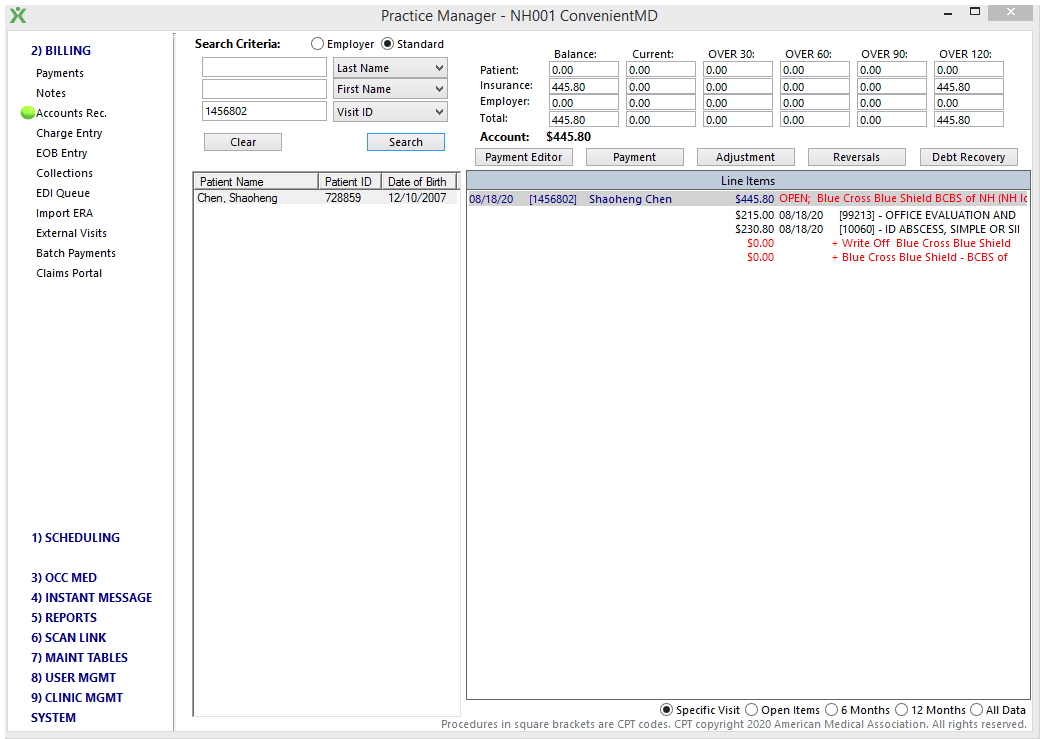 Practice Manager - NH001 ConvenientMD
2) BILLING
Payments
Notes
Accounts Rec.
Charge Entry
EOB Entry
Collections
EDI Queue
Import ERA
External Visits
Batch Payments
Claims Portal
1) SCHEDULING
3) OCC MED
4) INSTANT MESSAGE
5) REPORTS
6) SCAN LINK
7) MAINT TABLES
8) USER MGMT
9) CLINIC MGMT
SYSTEM
Search Criteria: Employer Standard
Last Name
First Name
1456802 Visit ID
Clear Search
Patient Name Patient ID Date of Birth
Chen, Shaoheng 728859 12/10/2007
Balance: Current: OVER 30: OVER 60: OVER 90: OVER 120:
Patient: 0.00 0.00 0.00 0.00 0.00 0.00
Insurance: 445.80 0.00 0.00 0.00 0.00 445.80
Employer: 0.00 0.00 0.00 0.00 0.00 0.00
Total: 445.80 0.00 0.00 0.00 0.00 445.80
Account: $445.80
Payment Editor Payment Adjustment Reversals Debt Recovery
Line Items
08/18/20 [1456802] Shaoheng Chen $445.80 OPEN; Blue Cross Blue Shield BCBS of NH (NH
$215.00 08/18/20 [99213] - OFFICE EVALUATION AND
$230.80 08/18/20 [10060] - ID ABSCESS, SIMPLE OR
$0.00 + Write Off Blue Cross Blue Shield
$0.00 + Blue Cross Blue Shield - BCBS of
Specific Visit Open Items 6 Months 12 Months All Data
Procedures in square brackets are CPT codes. CPT copyright 2020 American Medical Association. All rights reserved.